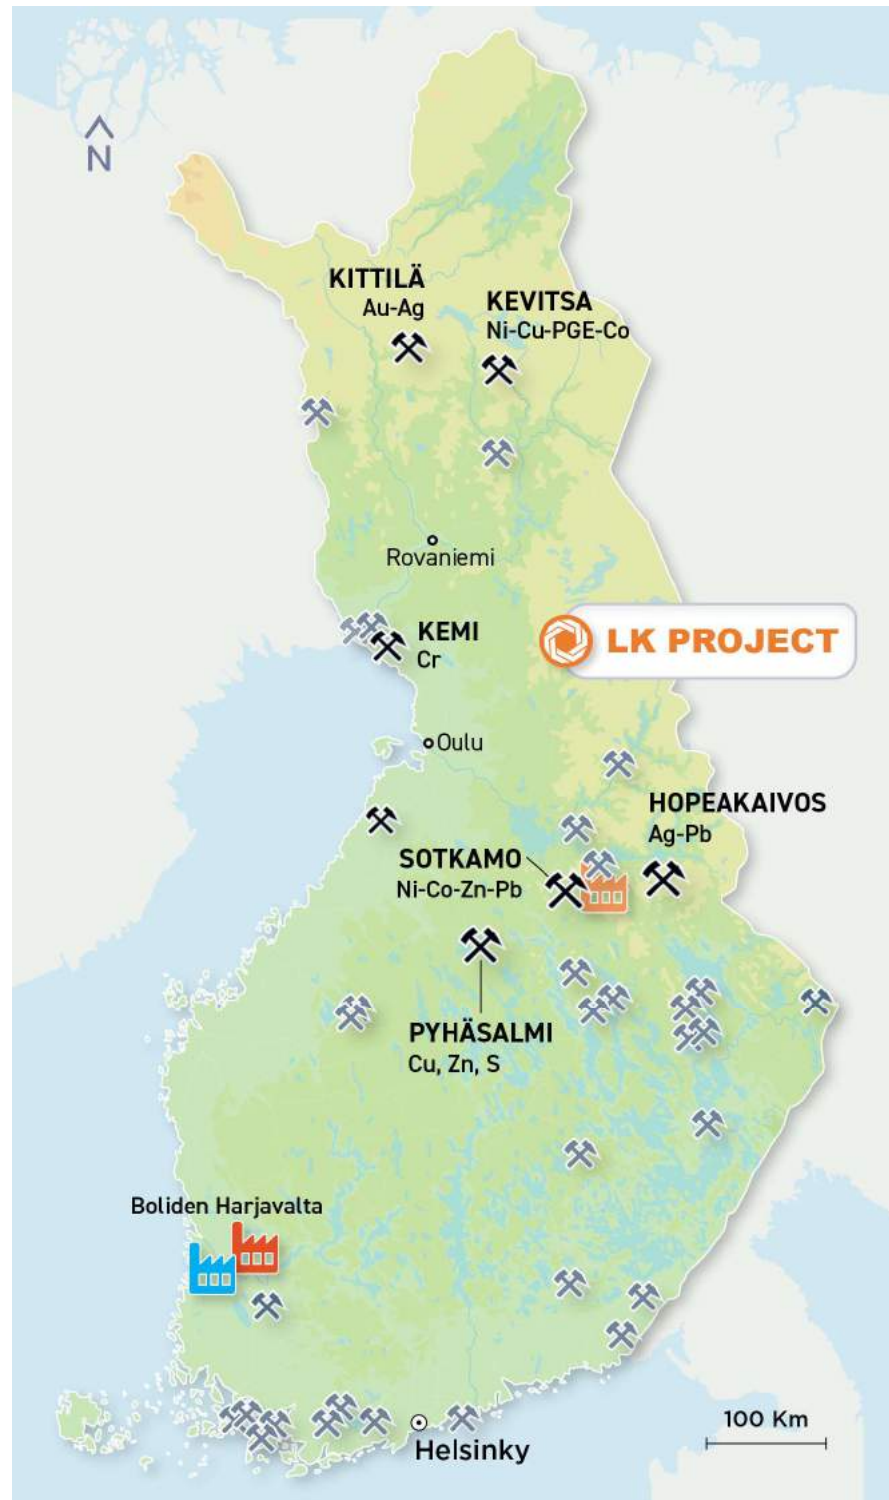 N
KITTILÄ
Au-Ag
KEVITSA
Ni-Cu-PGE-Co
Rovaniemi
KEMI
Cr
LK PROJECT
Oulu
HOPEAKAIVOS
Ag-Pb
SOTKAMO
Ni-Co-Zn-Pb
PYHÄSALMI
Cu, Zn, S
Boliden Harjavalta
100 Km
Helsinky